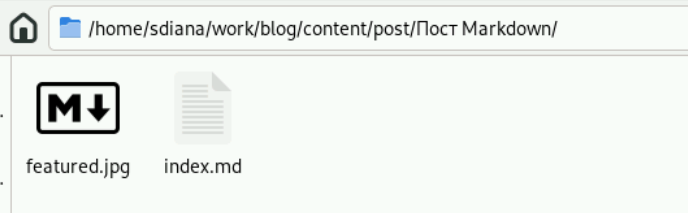 /home/sdiana/work/blog/content/post/Пост Markdown/
M
featured.jpg
index.md